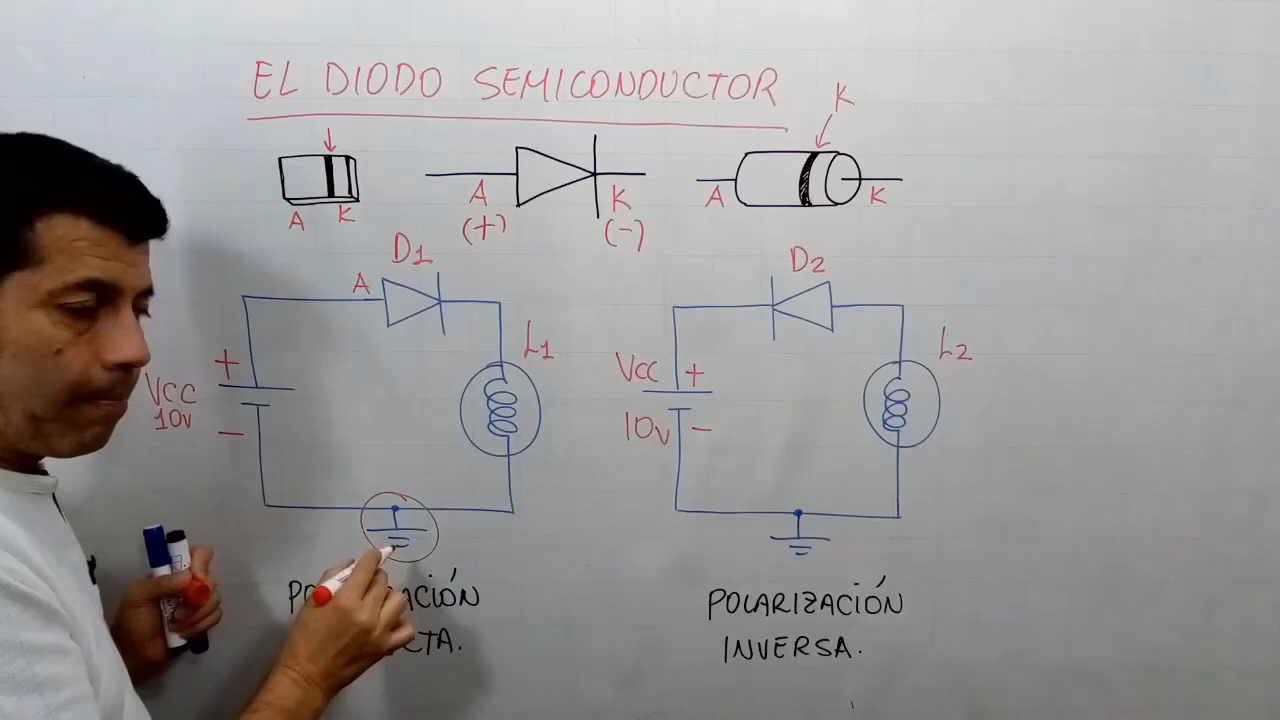 EL DIODO SEMICONDUCTOR
K
A K
A K
(+) (-)
A K
D1
A
+
VCC
10V
-
L1
D2
VCC +
10V -
L2
POLARIZACIÓN
INVERSA.